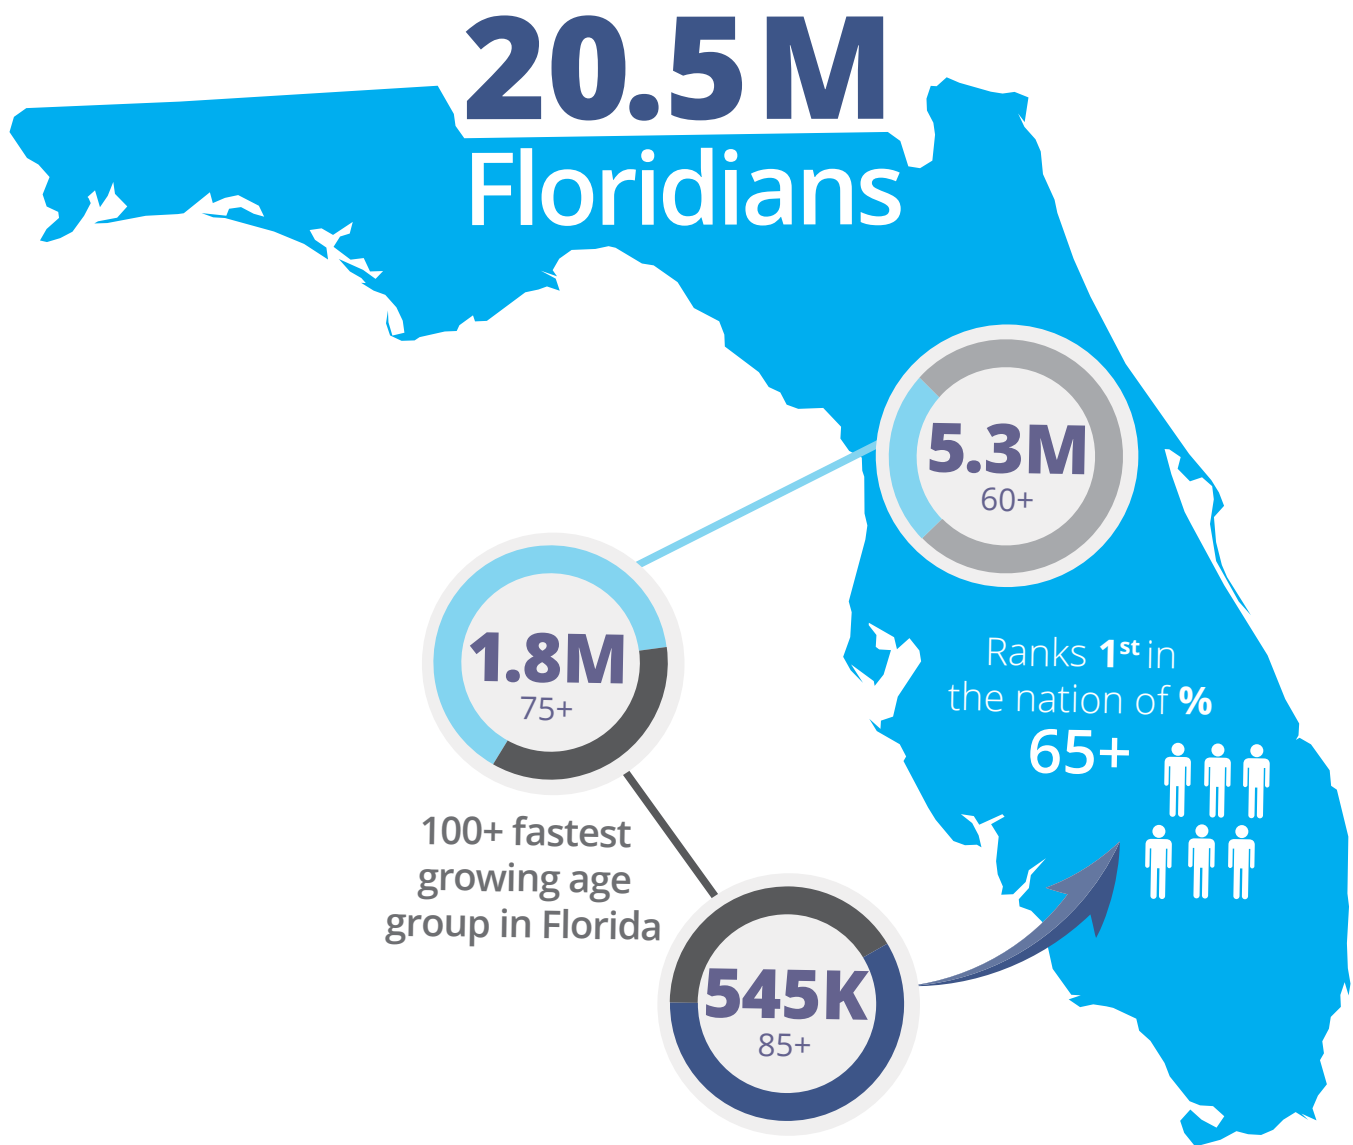 20.5M
Floridians
5.3M
60+
1.8M
75+
Ranks 1st in
the nation of %
65+
100+ fastest
growing age
group in Florida
545K
85+